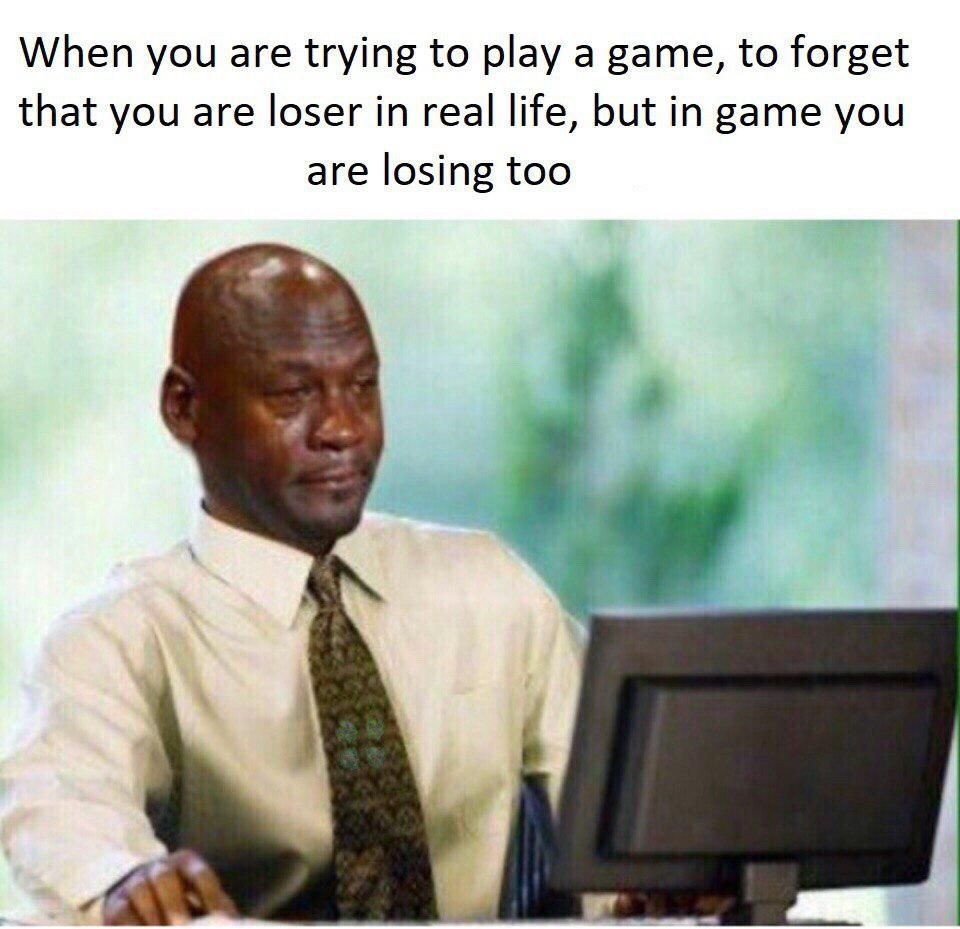 When you are trying to play a game, to forget
that you are loser in real life, but in game you
are losing too